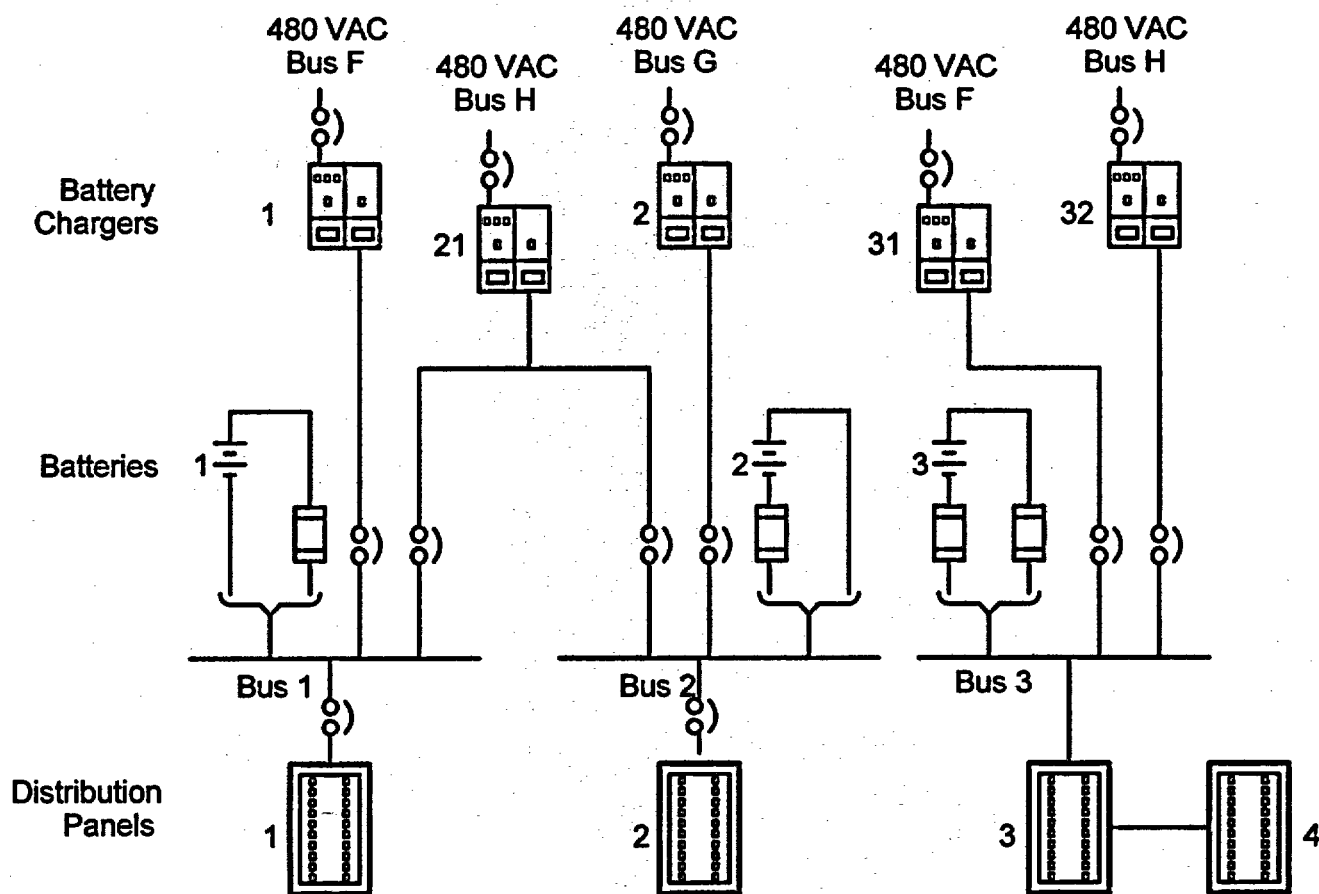 480 VAC
Bus F
480 VAC
Bus H
480 VAC
Bus G
480 VAC
Bus F
480 VAC
Bus H
Battery
Chargers
1
21
2
31
32
Batteries
1
2
3
Bus 1
Bus 2
Bus 3
Distribution
Panels
1
2
3
4